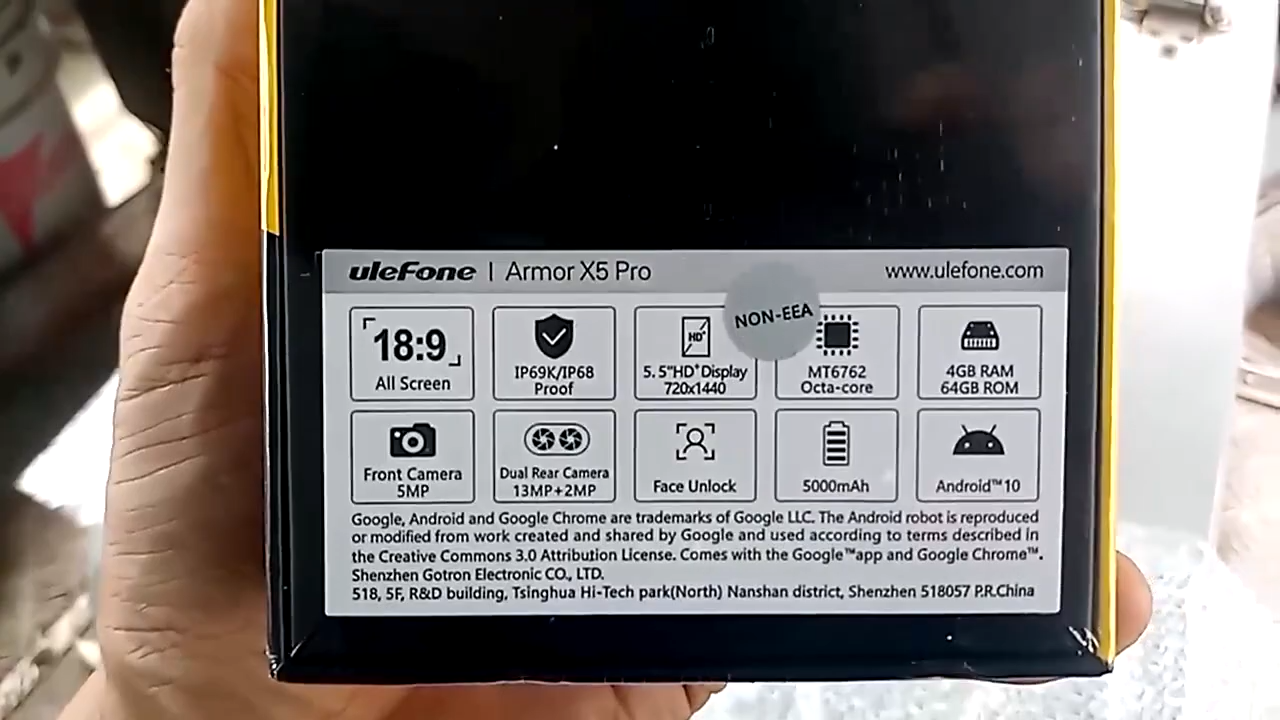 uleFone | Armor X5 Pro
www.ulefone.com
NON-EEA
18:9
All Screen
IP69K/IP68
Proof
HD+
5.5"HD+Display
720x1440
MT6762
Octa-core
4GB RAM
64GB ROM
Front Camera
5MP
Dual Rear Camera
13MP+2MP
Face Unlock
5000mAh
Android™10
Google, Android and Google Chrome are trademarks of Google LLC. The Android robot is reproduced
or modified from work created and shared by Google and used according to terms described in
the Creative Commons 3.0 Attribution License. Comes with the Google™app and Google Chrome™.
Shenzhen Gotron Electronic CO., LTD.
518, 5F, R&D building, Tsinghua Hi-Tech park(North) Nanshan district, Shenzhen 518057 P.R.China